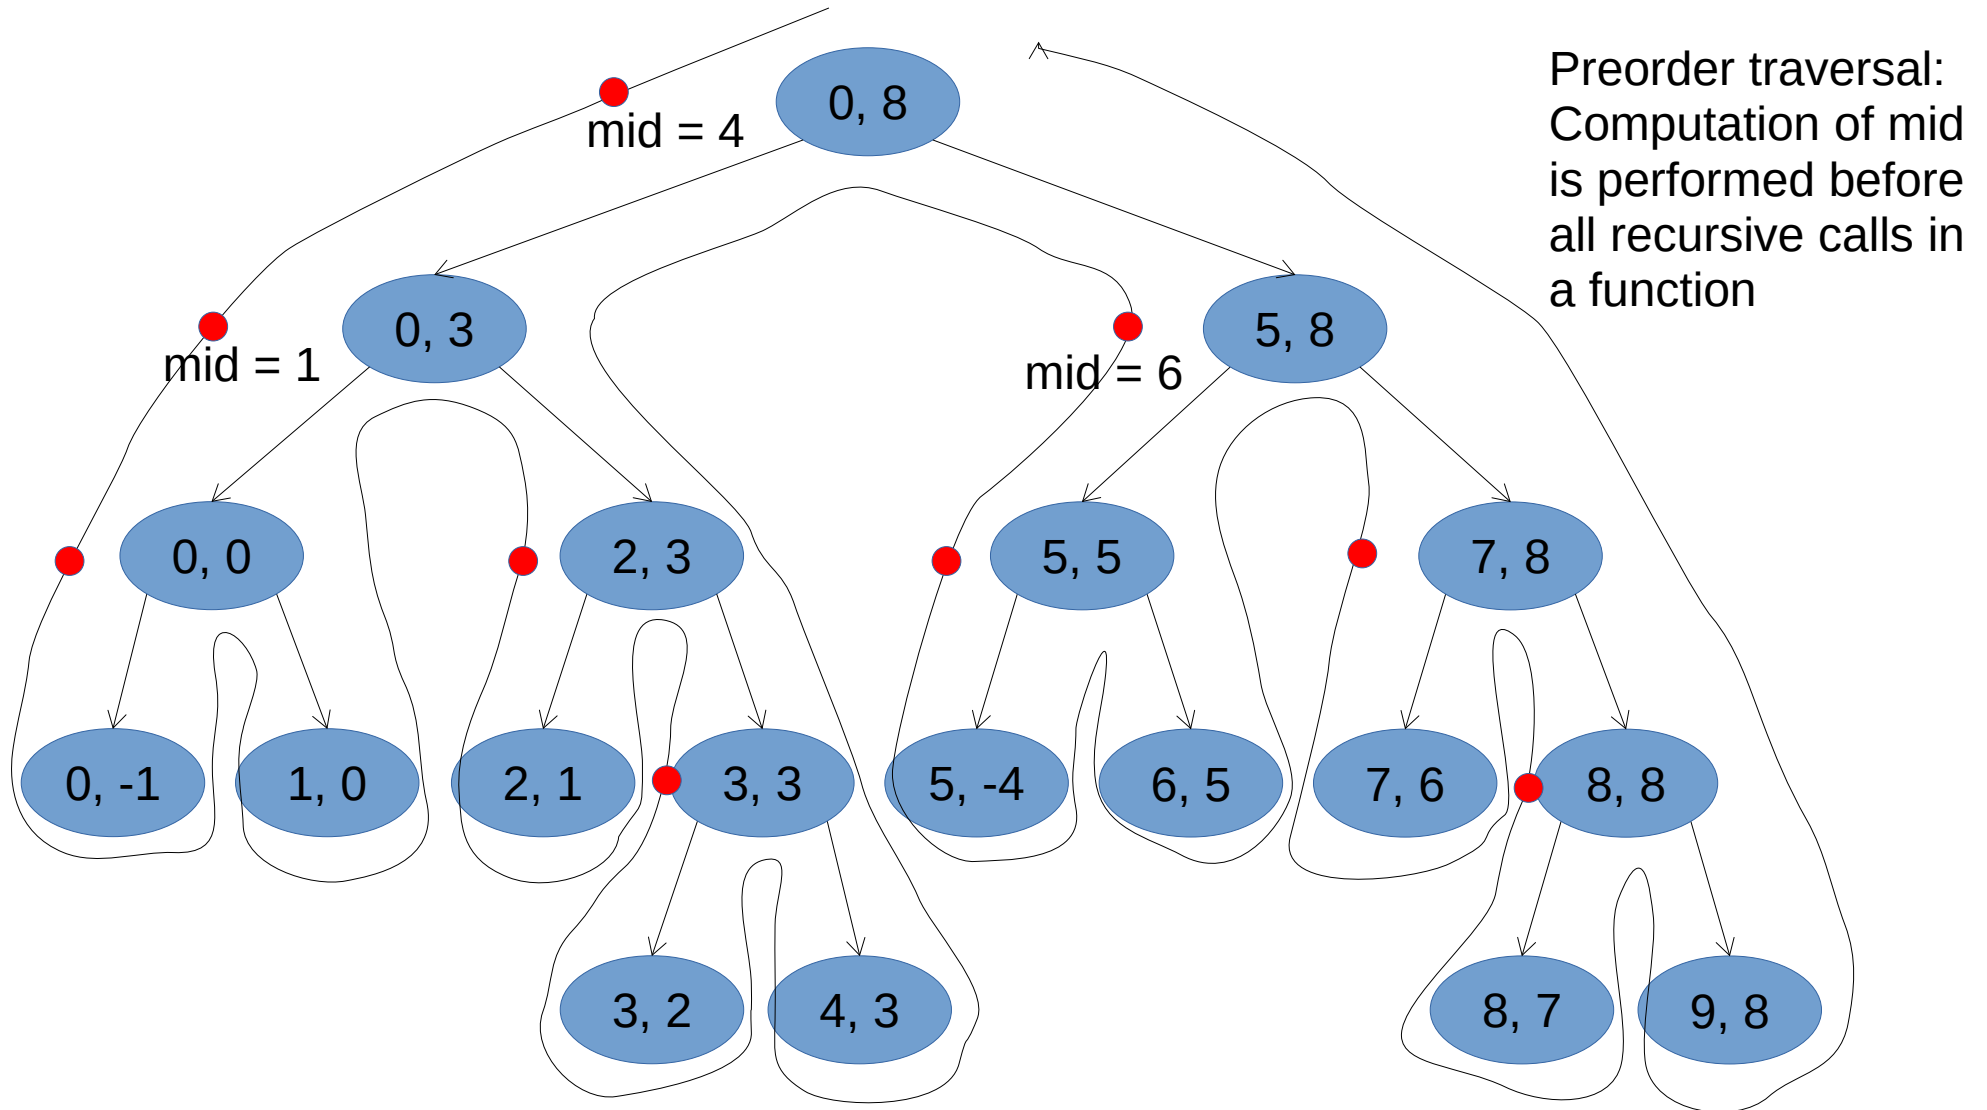 Preorder traversal:
Computation of mid
is performed before
all recursive calls in
a function
0, 8
mid = 4
0, 3
5, 8
mid = 1
mid = 6
0, 0
2, 3
5, 5
7, 8
0, -1
1, 0
2, 1
3, 3
5, -4
6, 5
7, 6
8, 8
3, 2
4, 3
8, 7
9, 8